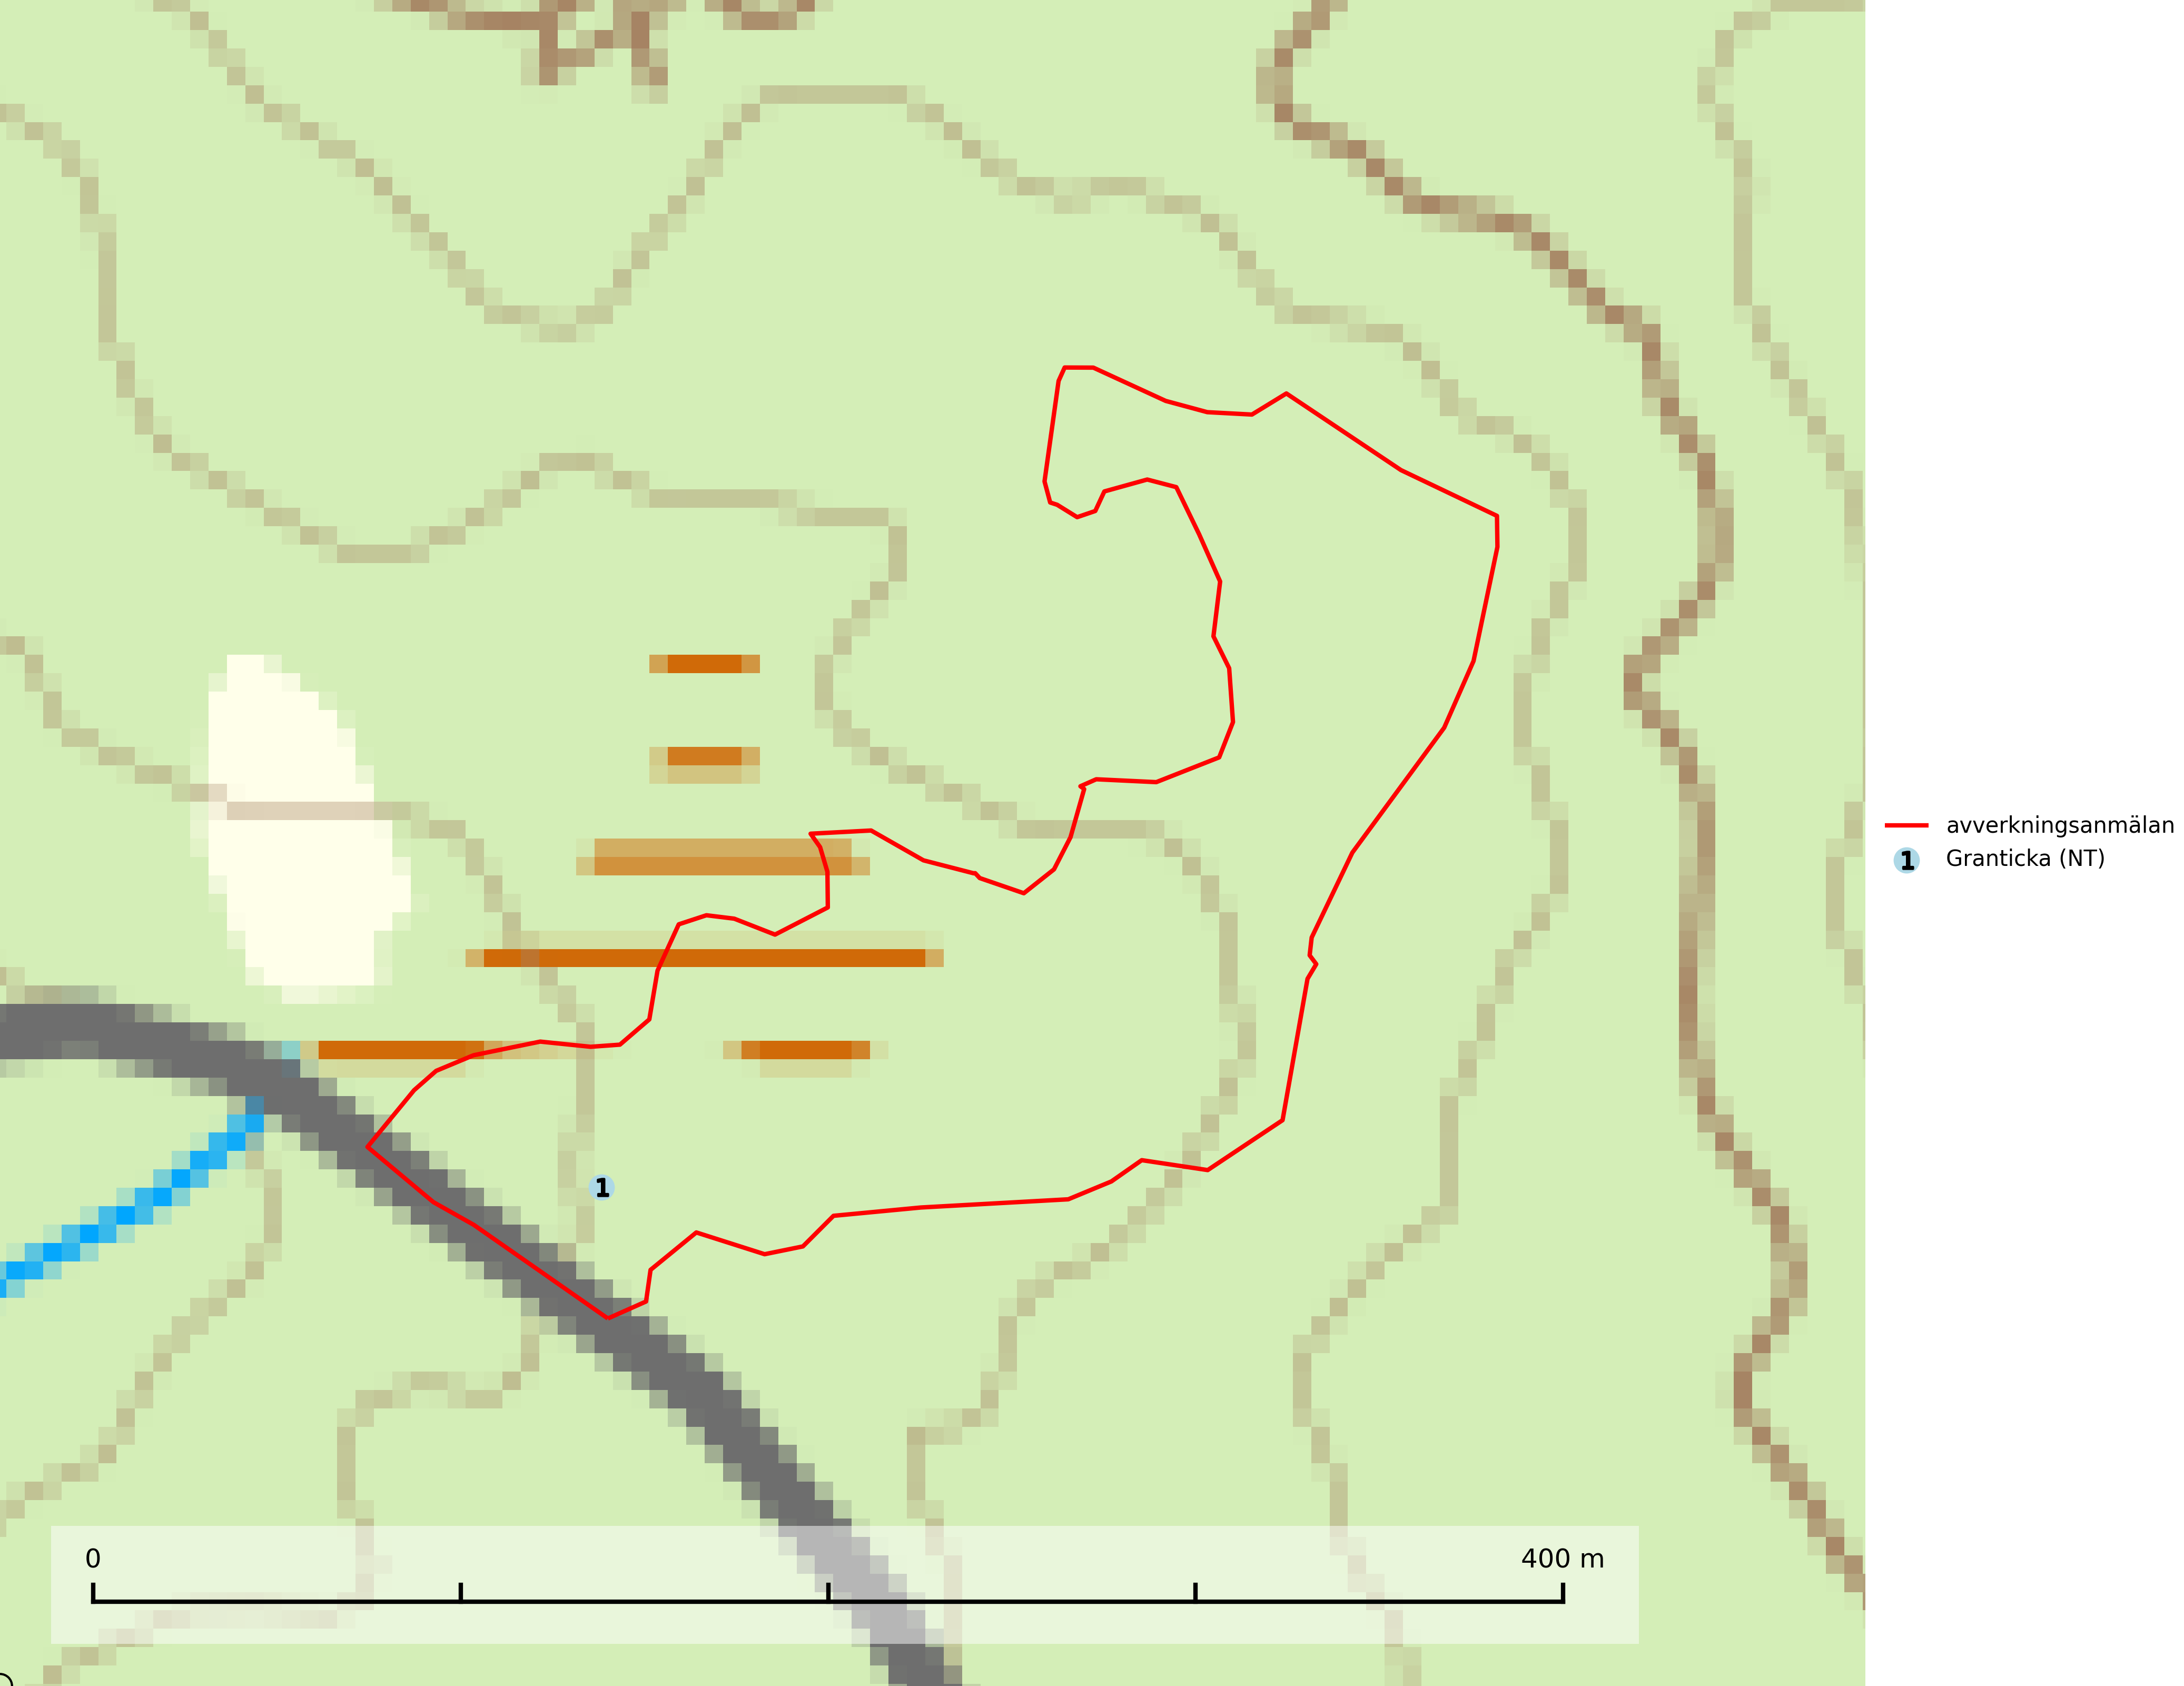 avverkningsanmälan
1 Granticka (NT)
1
0 400 m